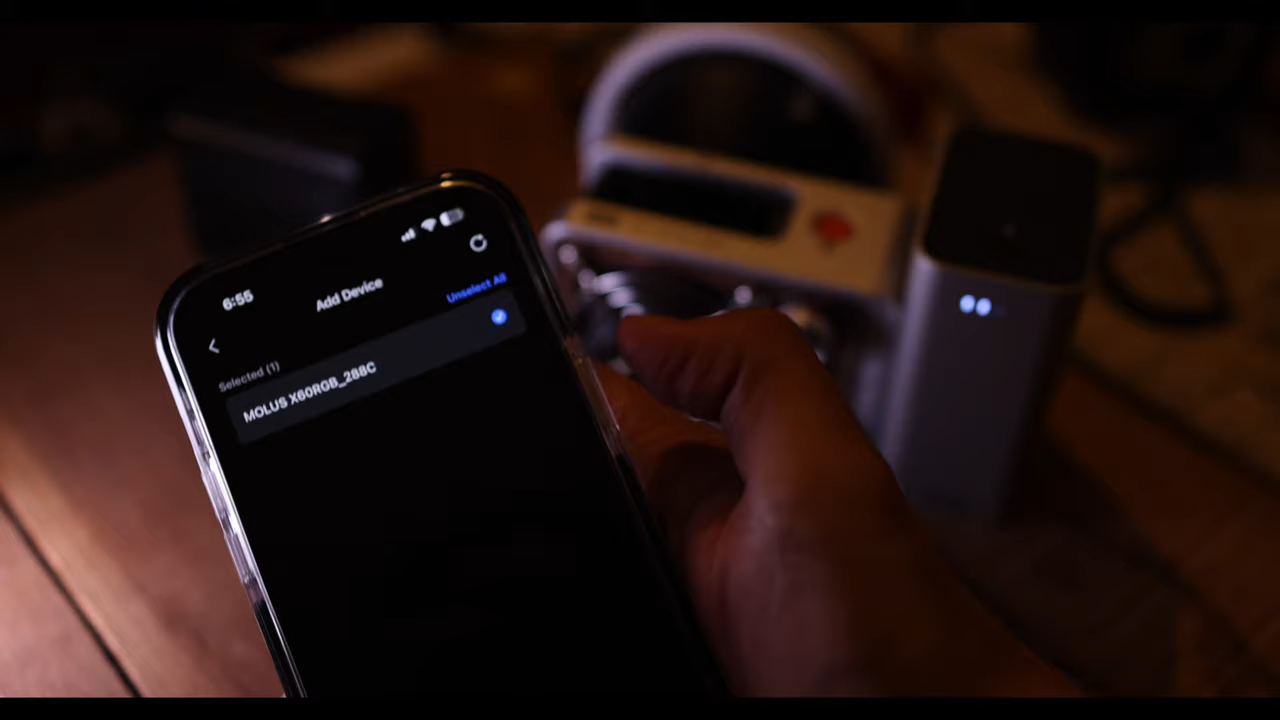 6:55
Add Device
Unselect All
Selected (1)
MOLUS X60RGB_288C